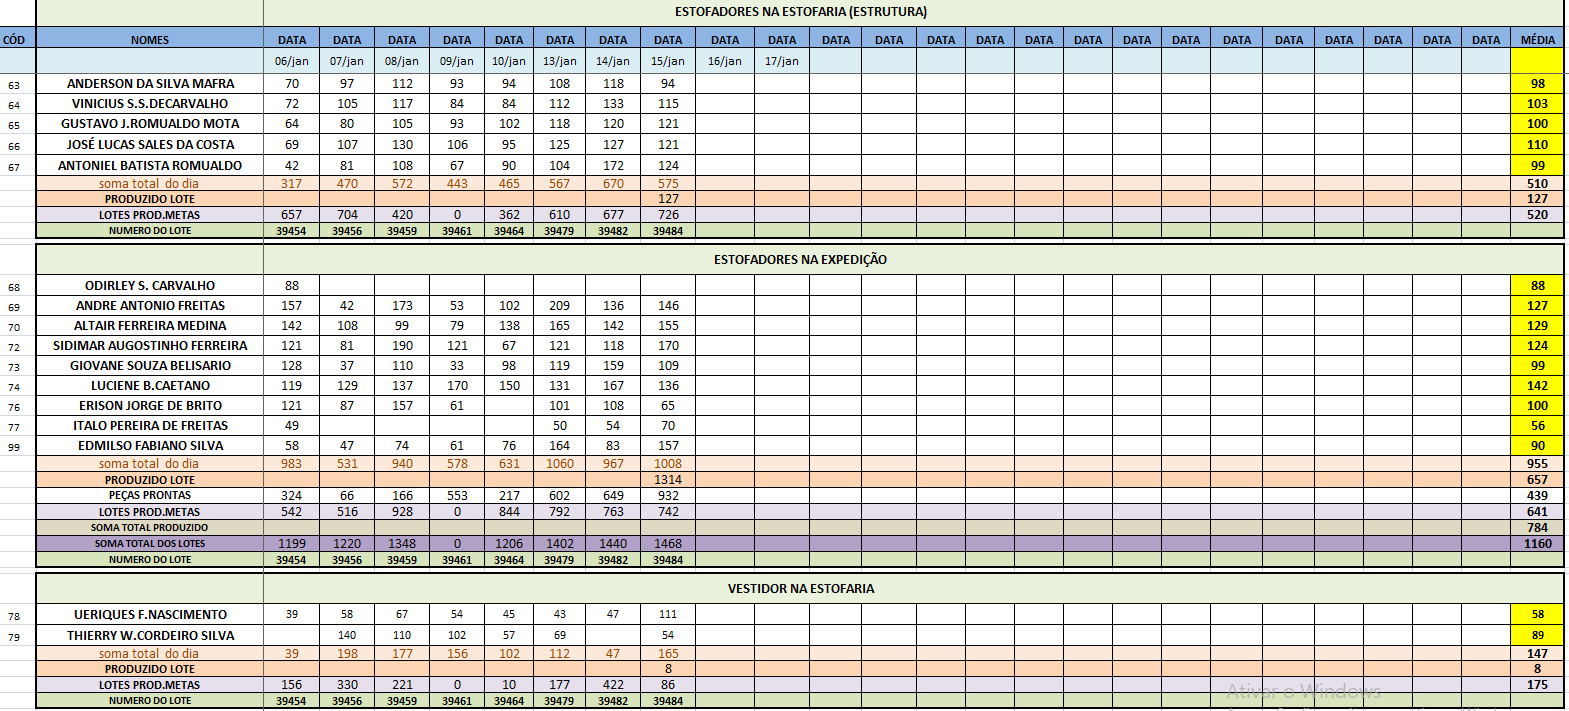 ESTOFADORES NA ESTOFARIA (ESTRUTURA)
CÓD NOMES DATA DATA DATA DATA DATA DATA DATA DATA DATA DATA DATA DATA DATA DATA DATA DATA DATA DATA DATA DATA DATA DATA DATA DATA MÉDIA
06/jan 07/jan 08/jan 09/jan 10/jan 13/jan 14/jan 15/jan 16/jan 17/jan
63 ANDERSON DA SILVA MAFRA 70 97 112 93 94 108 118 94 98
64 VINICIUS S.S.DECARVALHO 72 105 117 84 84 112 133 115 103
65 GUSTAVO J.ROMUALDO MOTA 64 80 105 93 102 118 120 121 100
66 JOSÉ LUCAS SALES DA COSTA 69 107 130 106 95 125 127 121 110
67 ANTONIEL BATISTA ROMUALDO 42 81 108 67 90 104 172 124 99
soma total do dia 317 470 572 443 465 567 670 575 510
PRODUZIDO LOTE 127 127
LOTES PROD.METAS 657 704 420 0 362 610 677 726 520
NUMERO DO LOTE 39454 39456 39459 39461 39464 39479 39482 39484
ESTOFADORES NA EXPEDIÇÃO
68 ODIRLEY S. CARVALHO 88 88
69 ANDRE ANTONIO FREITAS 157 42 173 53 102 209 136 146 127
70 ALTAIR FERREIRA MEDINA 142 108 99 79 138 165 142 155 129
72 SIDIMAR AUGOSTINHO FERREIRA 121 81 190 121 67 121 118 170 124
73 GIOVANE SOUZA BELISARIO 128 37 110 33 98 119 159 109 99
74 LUCIENE B.CAETANO 119 129 137 170 150 131 167 136 142
76 ERISON JORGE DE BRITO 121 87 157 61 101 108 65 100
77 ITALO PEREIRA DE FREITAS 49 50 54 70 56
99 EDMILSO FABIANO SILVA 58 47 74 61 76 164 83 157 90
soma total do dia 983 531 940 578 631 1060 967 1008 955
PRODUZIDO LOTE 1314 657
PEÇAS PRONTAS 324 66 166 553 217 602 649 932 439
LOTES PROD.METAS 542 516 928 0 844 792 763 742 641
SOMA TOTAL PRODUZIDO 784
SOMA TOTAL DOS LOTES 1199 1220 1348 0 1206 1402 1440 1468 1160
NUMERO DO LOTE 39454 39456 39459 39461 39464 39479 39482 39484
VESTIDOR NA ESTOFARIA
78 UERIQUES F.NASCIMENTO 39 58 67 54 45 43 47 111 58
79 THIERRY W.CORDEIRO SILVA 140 110 102 57 69 54 89
soma total do dia 39 198 177 156 102 112 47 165 147
PRODUZIDO LOTE 8 8
LOTES PROD.METAS 156 330 221 0 10 177 422 86 175
Ativar o Windows
NUMERO DO LOTE 39454 39456 39459 39461 39464 39479 39482 39484